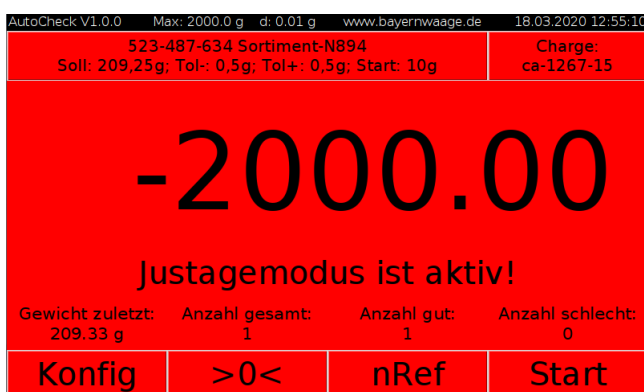 AutoCheck V1.0.0 Max: 2000.0 g d: 0.01 g www.bayernwaage.de 18.03.2020 12:55:10
523-487-634 Sortiment-N894
Soll: 209,25g; Tol-: 0,5g; Tol+: 0,5g; Start: 10g
Charge:
ca-1267-15
-2000.00
Justagemodus ist aktiv!
Gewicht zuletzt: Anzahl gesamt: Anzahl gut: Anzahl schlecht:
209.33 g 1 1 0
Konfig >0< nRef Start